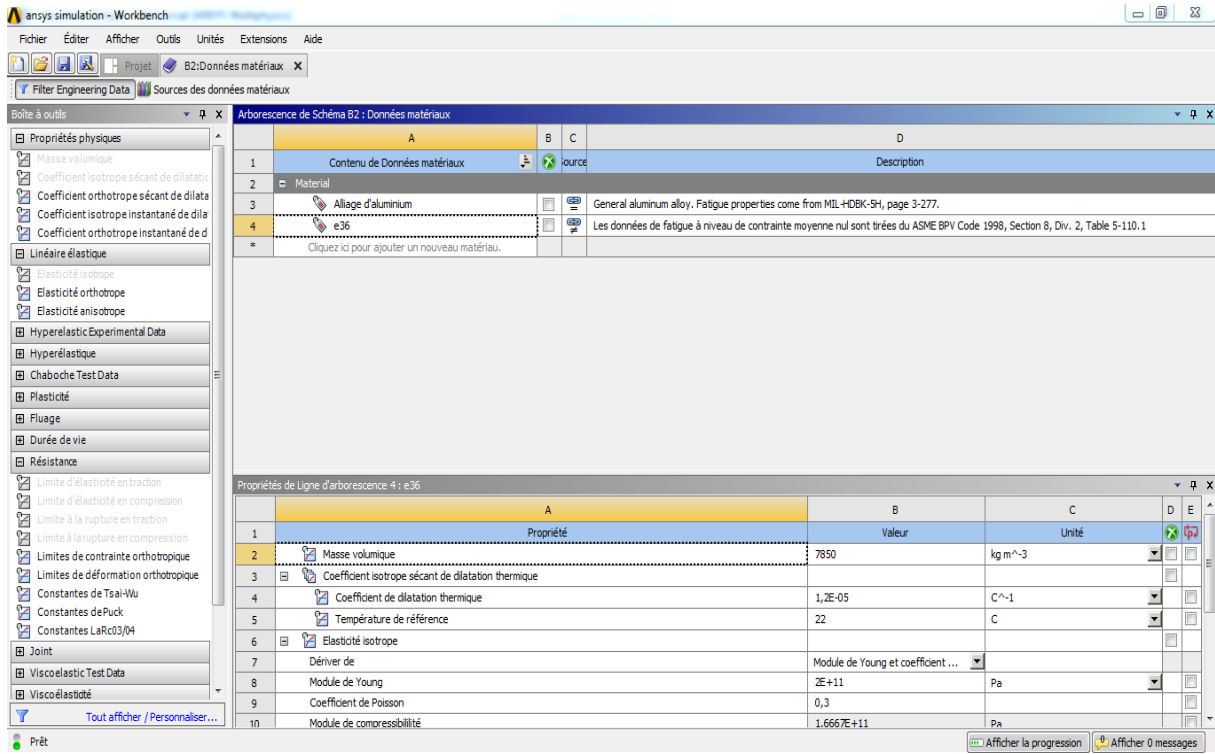 ansys simulation - Workbench
Fichier Éditer Afficher Outils Unités Extensions Aide
Projet B2:Données matériaux X
Filter Engineering Data Sources des données matériaux
Boîte à outils
Propriétés physiques
Masse volumique
Coefficient isotrope sécant de dilatatic
Coefficient orthotrope sécant de dilata
Coefficient isotrope instantané de dila
Coefficient orthotrope instantané de d
Linéaire élastique
Elasticité isotrope
Elasticité orthotrope
Elasticité anisotrope
Hyperelastic Experimental Data
Hyperélastique
Chaboche Test Data
Plasticité
Fluage
Durée de vie
Résistance
Limite d'élasticité en traction
Limite d'élasticité en compression
Limite à la rupture en traction
Limite à la rupture en compression
Limites de contrainte orthotropique
Limites de déformation orthotropique
Constantes de Tsai-Wu
Constantes de Puck
Constantes LaRc03/04
Joint
Viscoelastic Test Data
Viscoélasticité
Tout afficher / Personnaliser...
Arborescence de Schéma B2 : Données matériaux
A B C D
1 Contenu de Données matériaux Source Description
2 Material
3 Alliage d'aluminium General aluminum alloy. Fatigue properties come from MIL-HDBK-5H, page 3-277.
4 e36 Les données de fatigue à niveau de contrainte moyenne nul sont tirées du ASME BPV Code 1998, Section 8, Div. 2, Table 5-110.1
* Cliquez ici pour ajouter un nouveau matériau.
Propriétés de Ligne d'arborescence 4 : e36
A B C D E
1 Propriété Valeur Unité
2 Masse volumique 7850 kg m^-3
3 Coefficient isotrope sécant de dilatation thermique
4 Coefficient de dilatation thermique 1,2E-05 C^-1
5 Température de référence 22 C
6 Elasticité isotrope
7 Dériver de Module de Young et coefficient ...
8 Module de Young 2E+11 Pa
9 Coefficient de Poisson 0,3
10 Module de compressibilité 1,6667E+11 Pa
Prêt Afficher la progression Afficher 0 messages